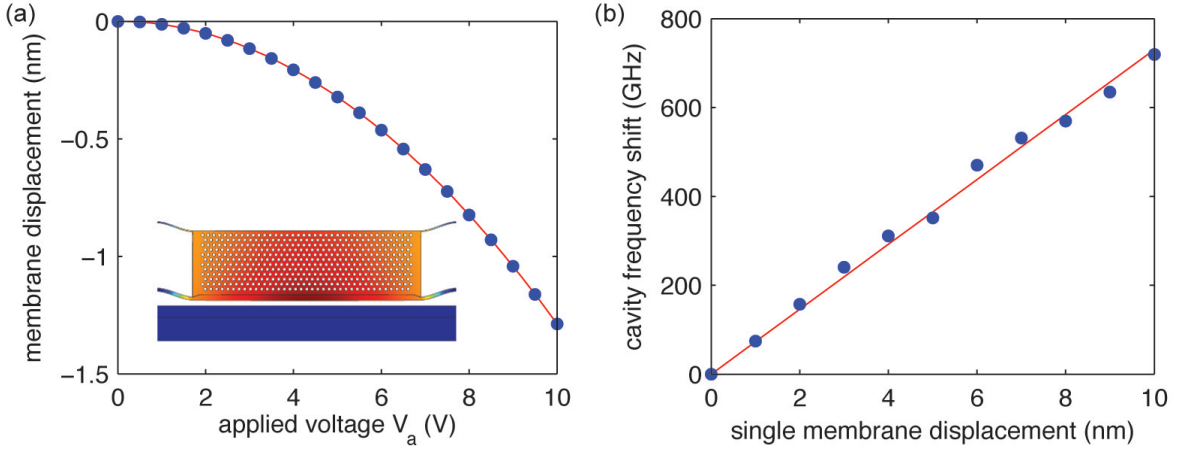 (a)
membrane displacement (nm)
0
−0.5
−1
−1.5
0 2 4 6 8 10
applied voltage V_a (V)
(b)
cavity frequency shift (GHz)
800
600
400
200
0
0 2 4 6 8 10
single membrane displacement (nm)